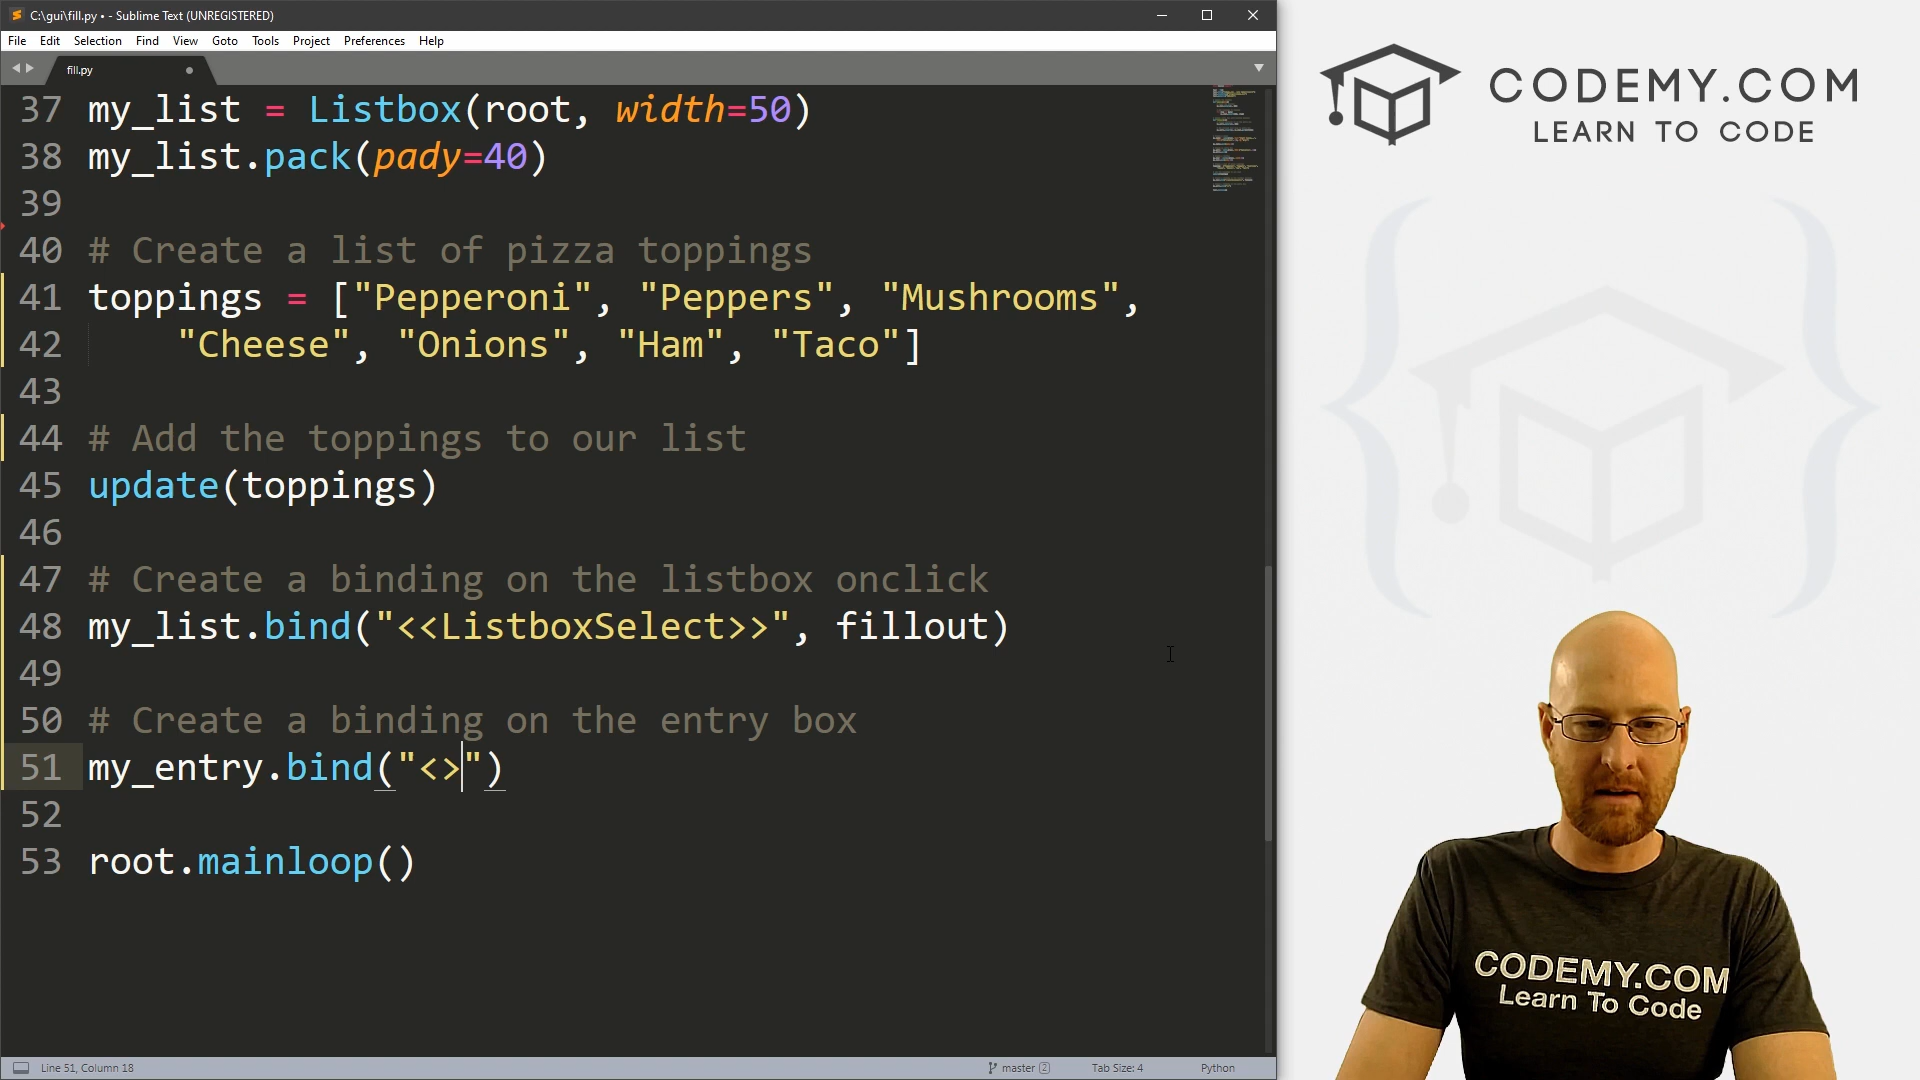 C:\gui\fill.py • - Sublime Text (UNREGISTERED)
File Edit Selection Find View Goto Tools Project Preferences Help
fill.py
37 my_list = Listbox(root, width=50)
38 my_list.pack(pady=40)
39
40 # Create a list of pizza toppings
41 toppings = ["Pepperoni", "Peppers", "Mushrooms",
42 "Cheese", "Onions", "Ham", "Taco"]
43
44 # Add the toppings to our list
45 update(toppings)
46
47 # Create a binding on the listbox onclick
48 my_list.bind("<<ListboxSelect>>", fillout)
49
50 # Create a binding on the entry box
51 my_entry.bind("<>")
52
53 root.mainloop()
Line 51, Column 18
master 2
Tab Size: 4
Python
CODEMY.COM
LEARN TO CODE
CODEMY.COM
Learn To Code